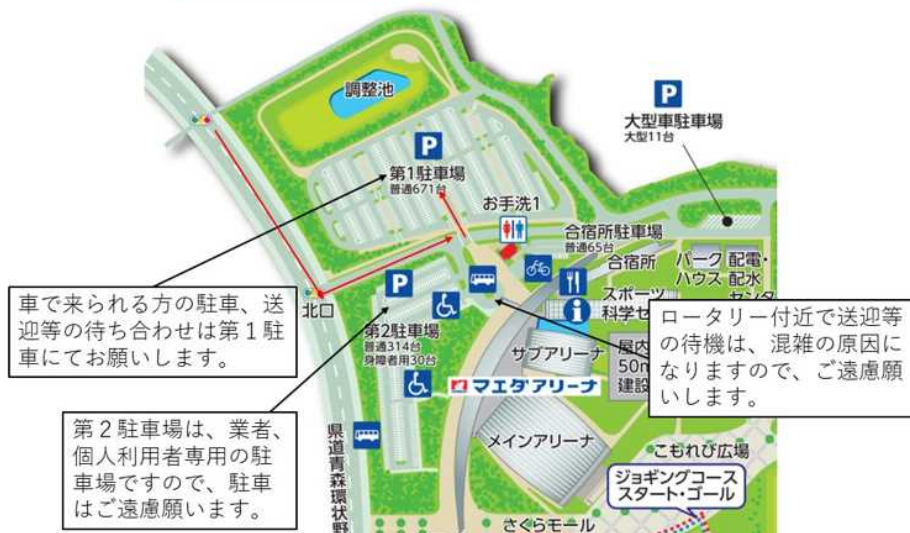 調整池
P
大型車駐車場
大型11台
P
第1駐車場
普通671台
お手洗1
合宿所駐車場
普通65台
合宿所
パーク
ハウス
配電・
配水
センタ
車で来られる方の駐車、送
迎等の待ち合わせは第1駐
車にてお願いします。
北口
P
第2駐車場
普通314台
身障者用30台
スポーツ
科学セ
サブアリーナ
屋内
50m
建設
ロータリー付近で送迎等
の待機は、混雑の原因に
なりますので、ご遠慮願
いします。
マエダアリーナ
第2駐車場は、業者、
個人利用者専用の駐
車場ですので、駐車
はご遠慮願います。
県道青森環状野
メインアリーナ
こもれび広場
ジョギングコース
スタート・ゴール
さくらモール